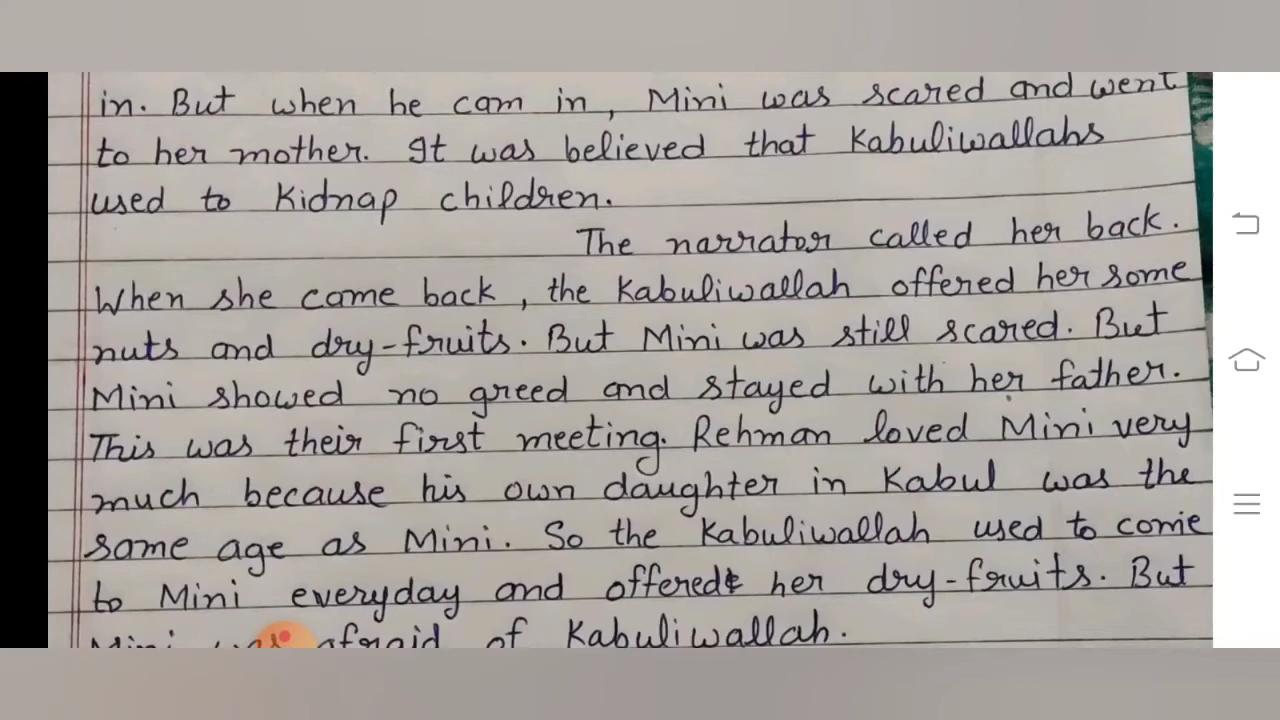 in. But when he cam in, Mini was scared and went
to her mother. It was believed that Kabuliwallahs
used to Kidnap children.
The narrator called her back.
When she came back, the Kabuliwallah offered her some
nuts and dry-fruits. But Mini was still scared. But
Mini showed no greed and stayed with her father.
This was their first meeting. Rehman loved Mini very
much because his own daughter in Kabul was the
same age as Mini. So the Kabuliwallah used to come
to Mini everyday and offered her dry-fruits. But
Mini was afraid of Kabuliwallah.